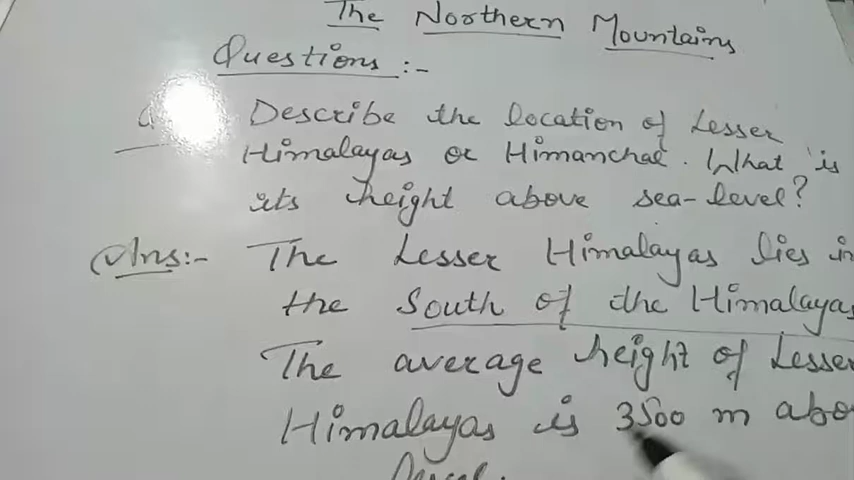 The Northern Mountains
Questions :-
Describe the location of Lesser
Himalayas or Himanchal. What is
its height above sea-level?
Ans:- The Lesser Himalayas lies in
the South of the Himalayas
The average height of Lesser
Himalayas is 3500 m